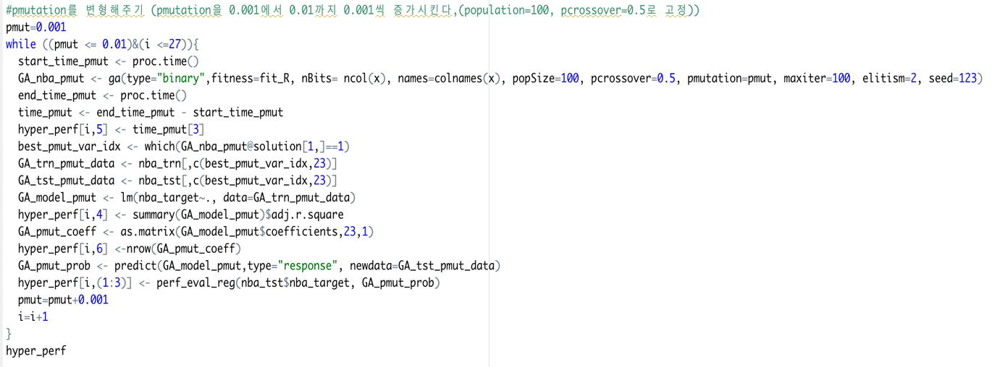 #pmutation를 변형해주기 (pmutation을 0.001에서 0.01까지 0.001씩 증가시킨다,(population=100, pcrossover=0.5로 고정))
pmut=0.001
while ((pmut <= 0.01)&(i <=27)){
  start_time_pmut <- proc.time()
  GA_nba_pmut <- ga(type="binary",fitness=fit_R, nBits= ncol(x), names=colnames(x), popSize=100, pcrossover=0.5, pmutation=pmut, maxiter=100, elitism=2, seed=123)
  end_time_pmut <- proc.time()
  time_pmut <- end_time_pmut - start_time_pmut
  hyper_perf[i,5] <- time_pmut[3]
  best_pmut_var_idx <- which(GA_nba_pmut@solution[1,]==1)
  GA_trn_pmut_data <- nba_trn[,c(best_pmut_var_idx,23)]
  GA_tst_pmut_data <- nba_tst[,c(best_pmut_var_idx,23)]
  GA_model_pmut <- lm(nba_target~., data=GA_trn_pmut_data)
  hyper_perf[i,4] <- summary(GA_model_pmut)$adj.r.square
  GA_pmut_coeff <- as.matrix(GA_model_pmut$coefficients,23,1)
  hyper_perf[i,6] <-nrow(GA_pmut_coeff)
  GA_pmut_prob <- predict(GA_model_pmut,type="response", newdata=GA_tst_pmut_data)
  hyper_perf[i,(1:3)] <- perf_eval_reg(nba_tst$nba_target, GA_pmut_prob)
  pmut=pmut+0.001
  i=i+1
}
hyper_perf